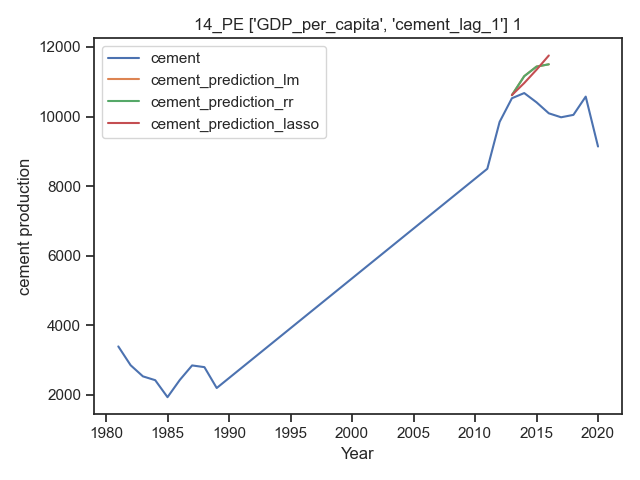 14_PE ['GDP_per_capita', 'cement_lag_1'] 1
12000
10000
8000
6000
4000
2000
cement production
cement
cement_prediction_lm
cement_prediction_rr
cement_prediction_lasso
1980 1985 1990 1995 2000 2005 2010 2015 2020
Year